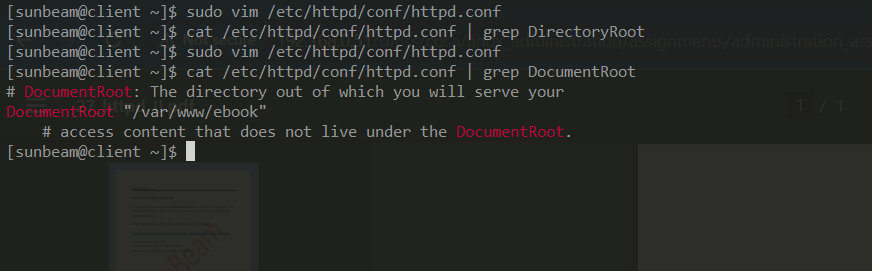 [sunbeam@client ~]$ sudo vim /etc/httpd/conf/httpd.conf
[sunbeam@client ~]$ cat /etc/httpd/conf/httpd.conf | grep DirectoryRoot
[sunbeam@client ~]$ sudo vim /etc/httpd/conf/httpd.conf
[sunbeam@client ~]$ cat /etc/httpd/conf/httpd.conf | grep DocumentRoot
# DocumentRoot: The directory out of which you will serve your
DocumentRoot "/var/www/ebook"
    # access content that does not live under the DocumentRoot.
[sunbeam@client ~]$
1 / 1